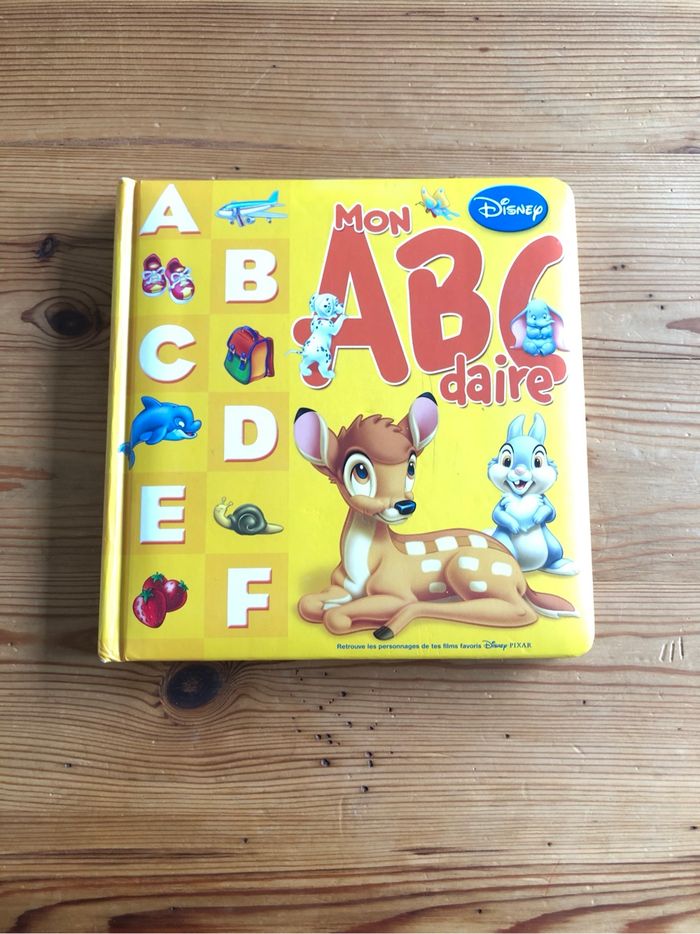 A
B
C
D
E
F
MON
DISNEY
ABC
daire
Retrouve les personnages de tes films favoris Disney PIXAR